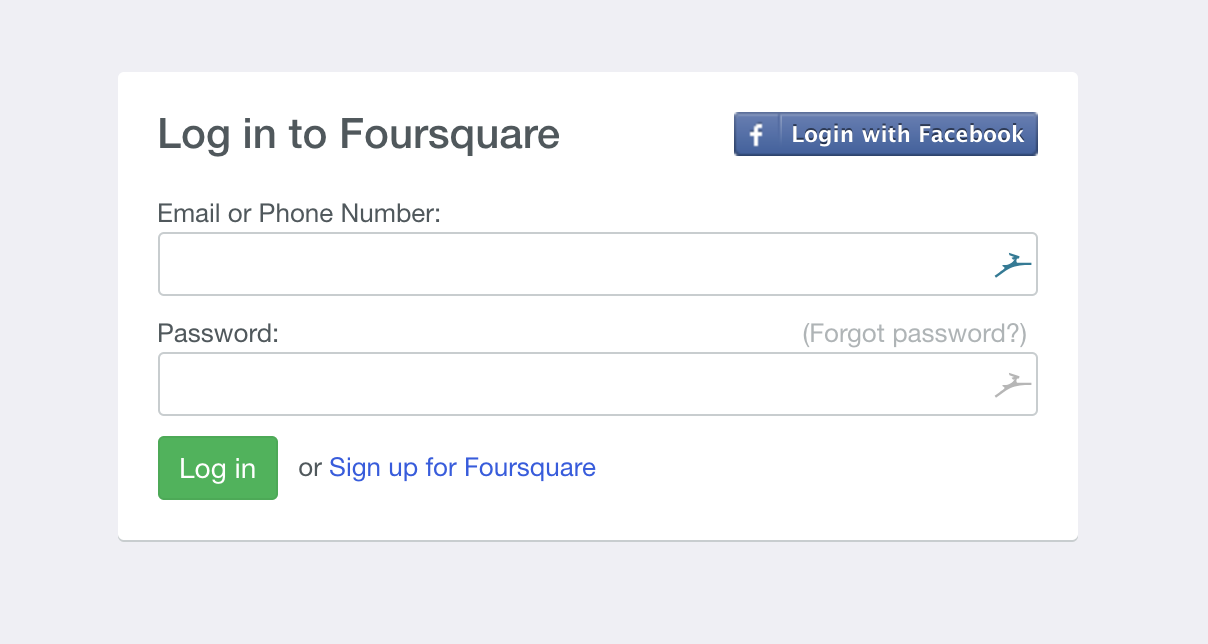 Log in to Foursquare
f Login with Facebook
Email or Phone Number:
Password: (Forgot password?)
Log in or Sign up for Foursquare